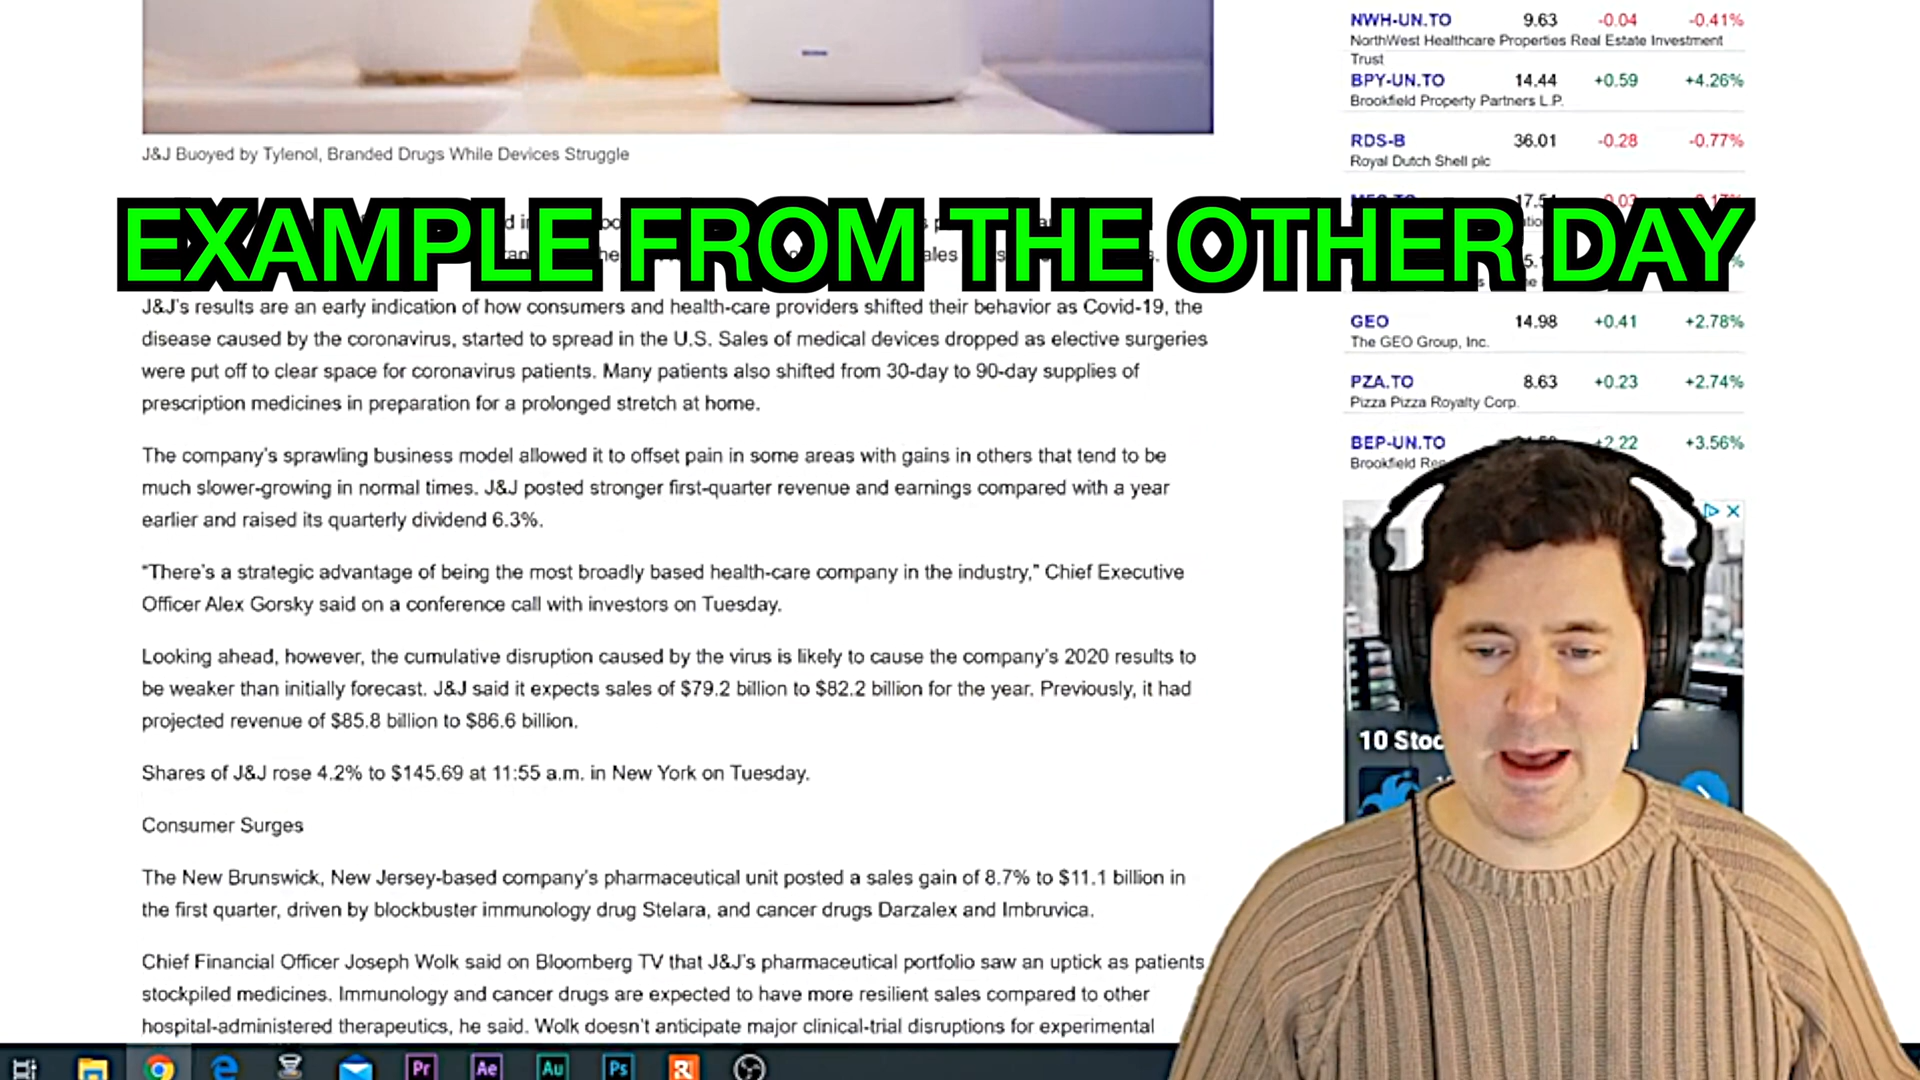 J&J Buoyed by Tylenol, Branded Drugs While Devices Struggle
EXAMPLE FROM THE OTHER DAY
J&J's results are an early indication of how consumers and health-care providers shifted their behavior as Covid-19, the
disease caused by the coronavirus, started to spread in the U.S. Sales of medical devices dropped as elective surgeries
were put off to clear space for coronavirus patients. Many patients also shifted from 30-day to 90-day supplies of
prescription medicines in preparation for a prolonged stretch at home.
The company's sprawling business model allowed it to offset pain in some areas with gains in others that tend to be
much slower-growing in normal times. J&J posted stronger first-quarter revenue and earnings compared with a year
earlier and raised its quarterly dividend 6.3%.
"There's a strategic advantage of being the most broadly based health-care company in the industry," Chief Executive
Officer Alex Gorsky said on a conference call with investors on Tuesday.
Looking ahead, however, the cumulative disruption caused by the virus is likely to cause the company's 2020 results to
be weaker than initially forecast. J&J said it expects sales of $79.2 billion to $82.2 billion for the year. Previously, it had
projected revenue of $85.8 billion to $86.6 billion.
Shares of J&J rose 4.2% to $145.69 at 11:55 a.m. in New York on Tuesday.
Consumer Surges
The New Brunswick, New Jersey-based company's pharmaceutical unit posted a sales gain of 8.7% to $11.1 billion in
the first quarter, driven by blockbuster immunology drug Stelara, and cancer drugs Darzalex and Imbruvica.
Chief Financial Officer Joseph Wolk said on Bloomberg TV that J&J's pharmaceutical portfolio saw an uptick as patients
stockpiled medicines. Immunology and cancer drugs are expected to have more resilient sales compared to other
hospital-administered therapeutics, he said. Wolk doesn't anticipate major clinical-trial disruptions for experimental
NWH-UN.TO 9.63 -0.04 -0.41%
NorthWest Healthcare Properties Real Estate Investment
Trust
BPY-UN.TO 14.44 +0.59 +4.26%
Brookfield Property Partners L.P.
RDS-B 36.01 -0.28 -0.77%
Royal Dutch Shell plc
GEO 14.98 +0.41 +2.78%
The GEO Group, Inc.
PZA.TO 8.63 +0.23 +2.74%
Pizza Pizza Royalty Corp.
BEP-UN.TO +2.22 +3.56%
Brookfield
10
Pr Ae Au Ps